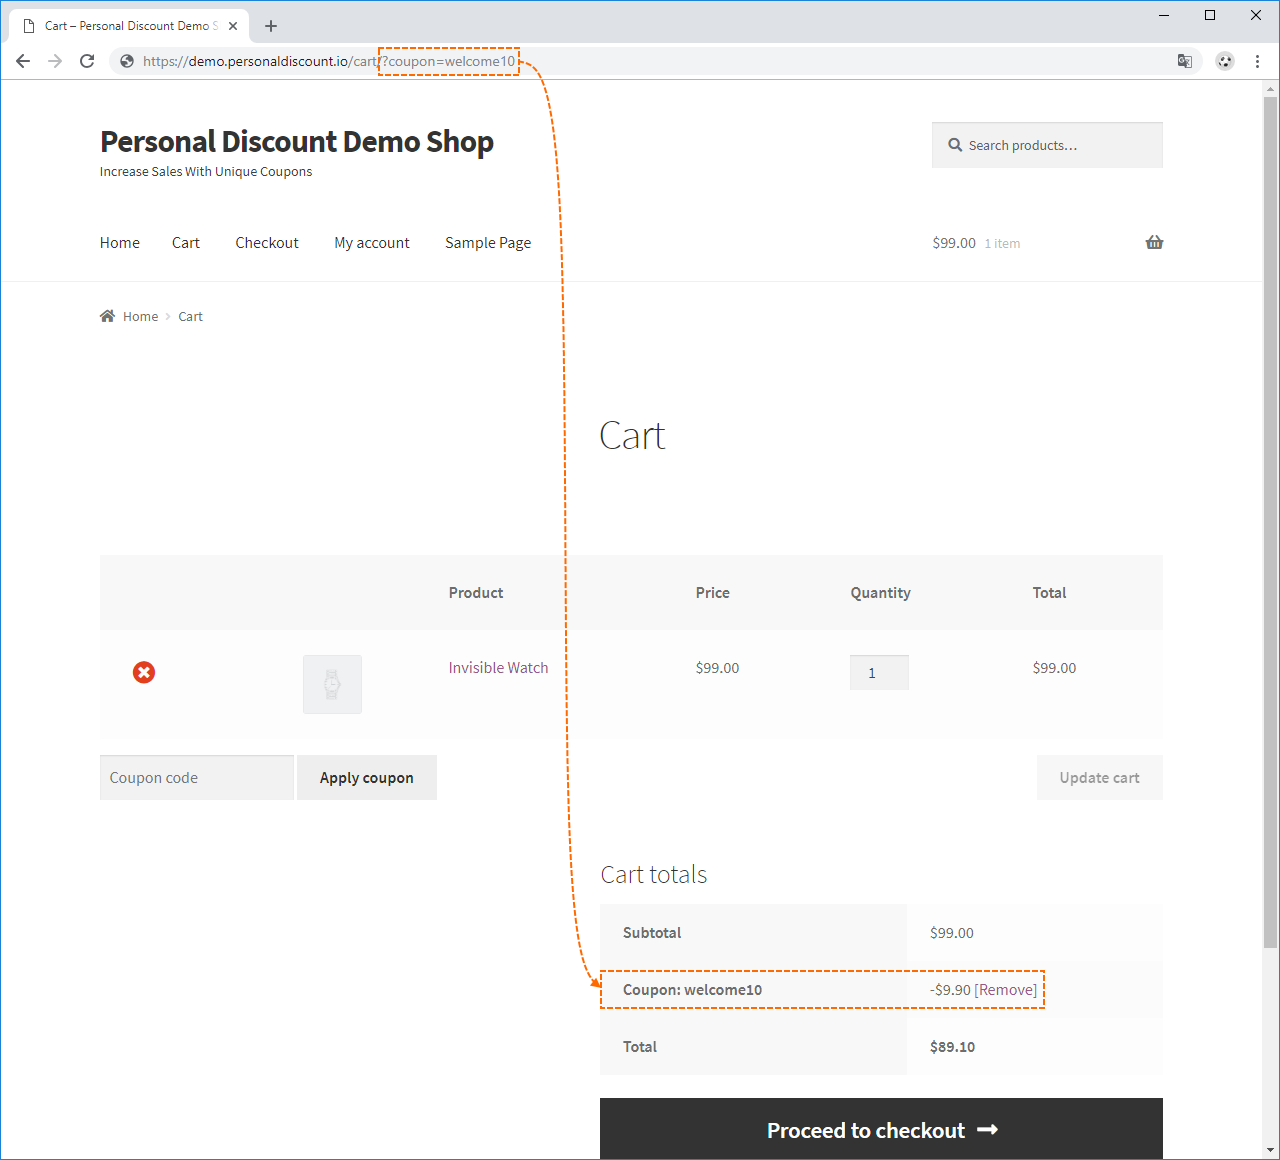 Cart – Personal Discount Demo S
https://demo.personaldiscount.io/cart/?coupon=welcome10
Personal Discount Demo Shop
Increase Sales With Unique Coupons
Search products…
Home Cart Checkout My account Sample Page
$99.00 1 item
Home › Cart
Cart
Product Price Quantity Total
Invisible Watch $99.00 1 $99.00
Coupon code Apply coupon Update cart
Cart totals
Subtotal $99.00
Coupon: welcome10 -$9.90 [Remove]
Total $89.10
Proceed to checkout